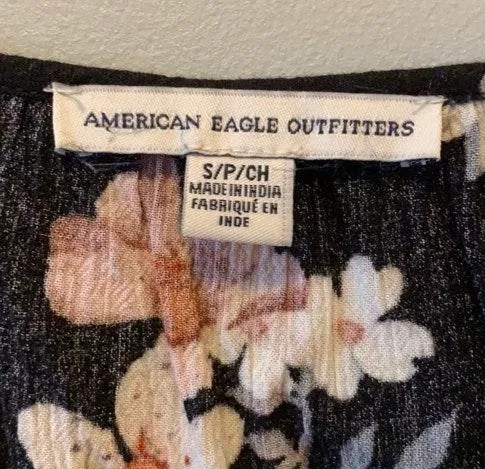 AMERICAN EAGLE OUTFITTERS
S/P/CH
MADE IN INDIA
FABRIQUÉ EN
INDE